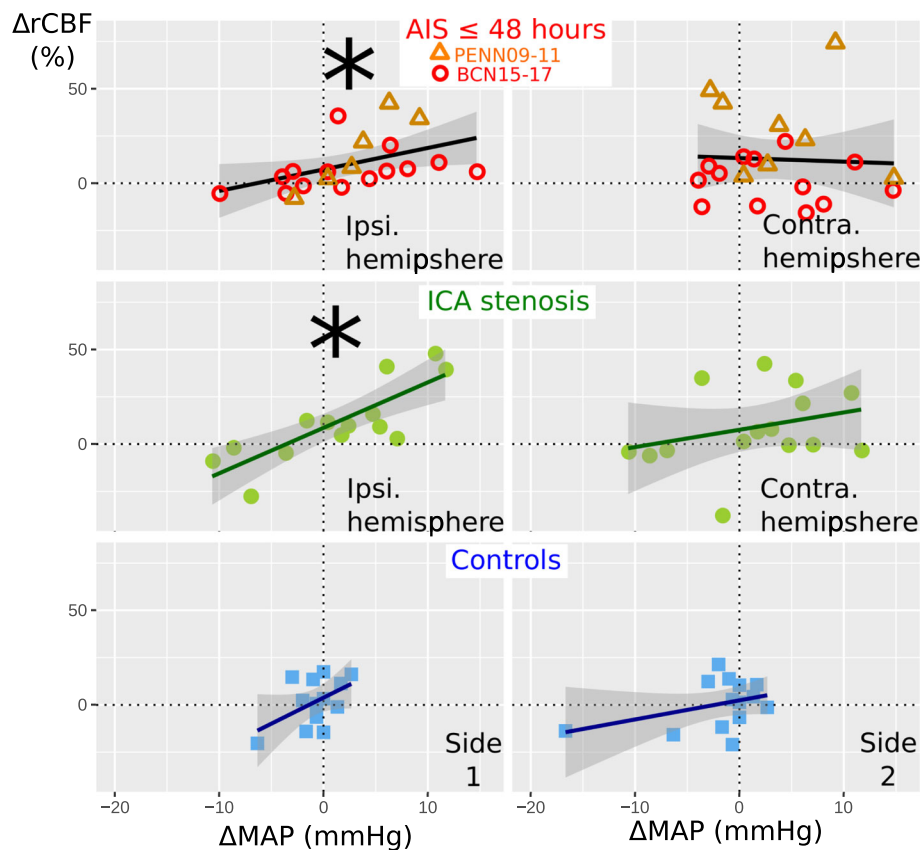 ΔrCBF
(%)
AIS ≤ 48 hours
PENN09-11
BCN15-17
50
0
Ipsi.
hemipshere
Contra.
hemipshere
ICA stenosis
50
0
Ipsi.
hemisphere
Contra.
hemipshere
Controls
50
0
Side
1
Side
2
−20 −10 0 10 −20 −10 0 10
ΔMAP (mmHg) ΔMAP (mmHg)